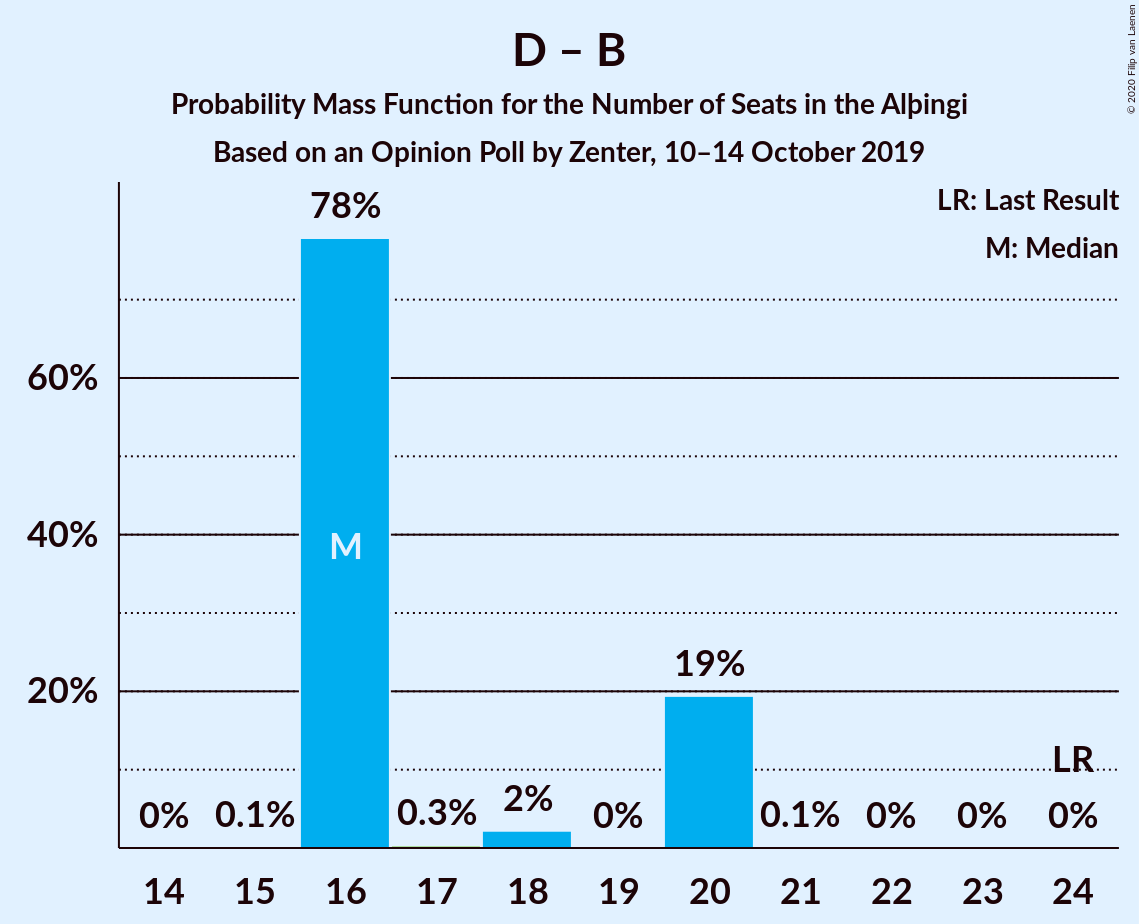 D – B
Probability Mass Function for the Number of Seats in the Alþingi
Based on an Opinion Poll by Zenter, 10–14 October 2019
© 2020 Filip van Laenen
LR: Last Result
M: Median
78%
60%
40%
20%
M
19%
LR
0% 0.1% 0.3% 2% 0% 0.1% 0% 0% 0%
14 15 16 17 18 19 20 21 22 23 24